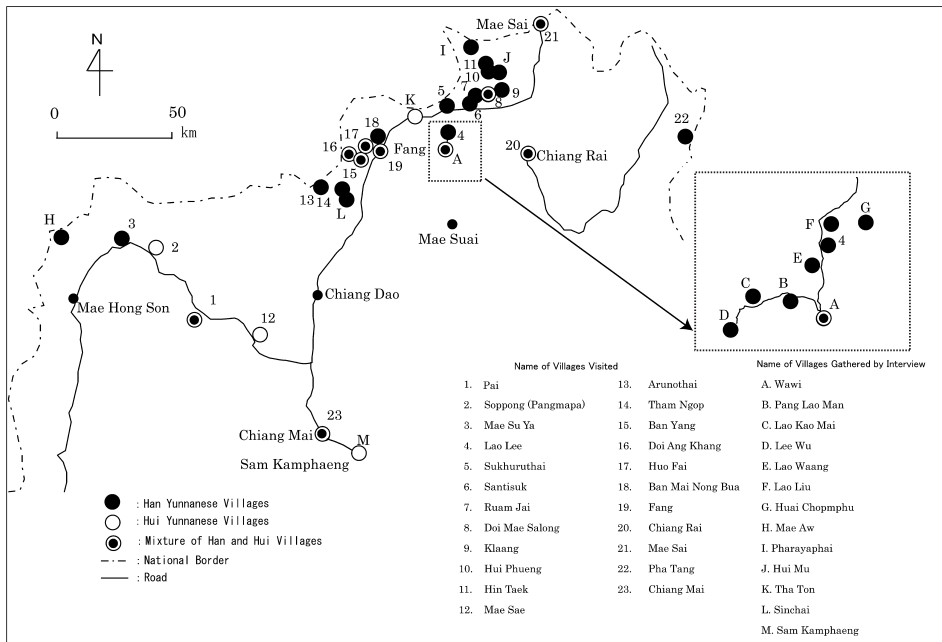 N
0 50
km
Mae Sai
21
I
11
J
10
7
9
8
5
6
K
4
A
22
20 Chiang Rai
18
17
16
Fang
19
15
13
14
L
H
3
2
Mae Suai
Mae Hong Son
1
Chiang Dao
12
23
Chiang Mai
M
Sam Kamphaeng
F
G
4
E
C
B
D
A
● : Han Yunnanese Villages
○ : Hui Yunnanese Villages
◉ : Mixture of Han and Hui Villages
: National Border
: Road
Name of Villages Visited
1. Pai
2. Soppong (Pangmapa)
3. Mae Su Ya
4. Lao Lee
5. Sukhuruthai
6. Santisuk
7. Ruam Jai
8. Doi Mae Salong
9. Klaang
10. Hui Phueng
11. Hin Taek
12. Mae Sae
13. Arunothai
14. Tham Ngop
15. Ban Yang
16. Doi Ang Khang
17. Huo Fai
18. Ban Mai Nong Bua
19. Fang
20. Chiang Rai
21. Mae Sai
22. Pha Tang
23. Chiang Mai
Name of Villages Gathered by Interview
A. Wawi
B. Pang Lao Man
C. Lao Kao Mai
D. Lee Wu
E. Lao Waang
F. Lao Liu
G. Huai Chopmphu
H. Mae Aw
I. Pharayaphai
J. Hui Mu
K. Tha Ton
L. Sinchai
M. Sam Kamphaeng